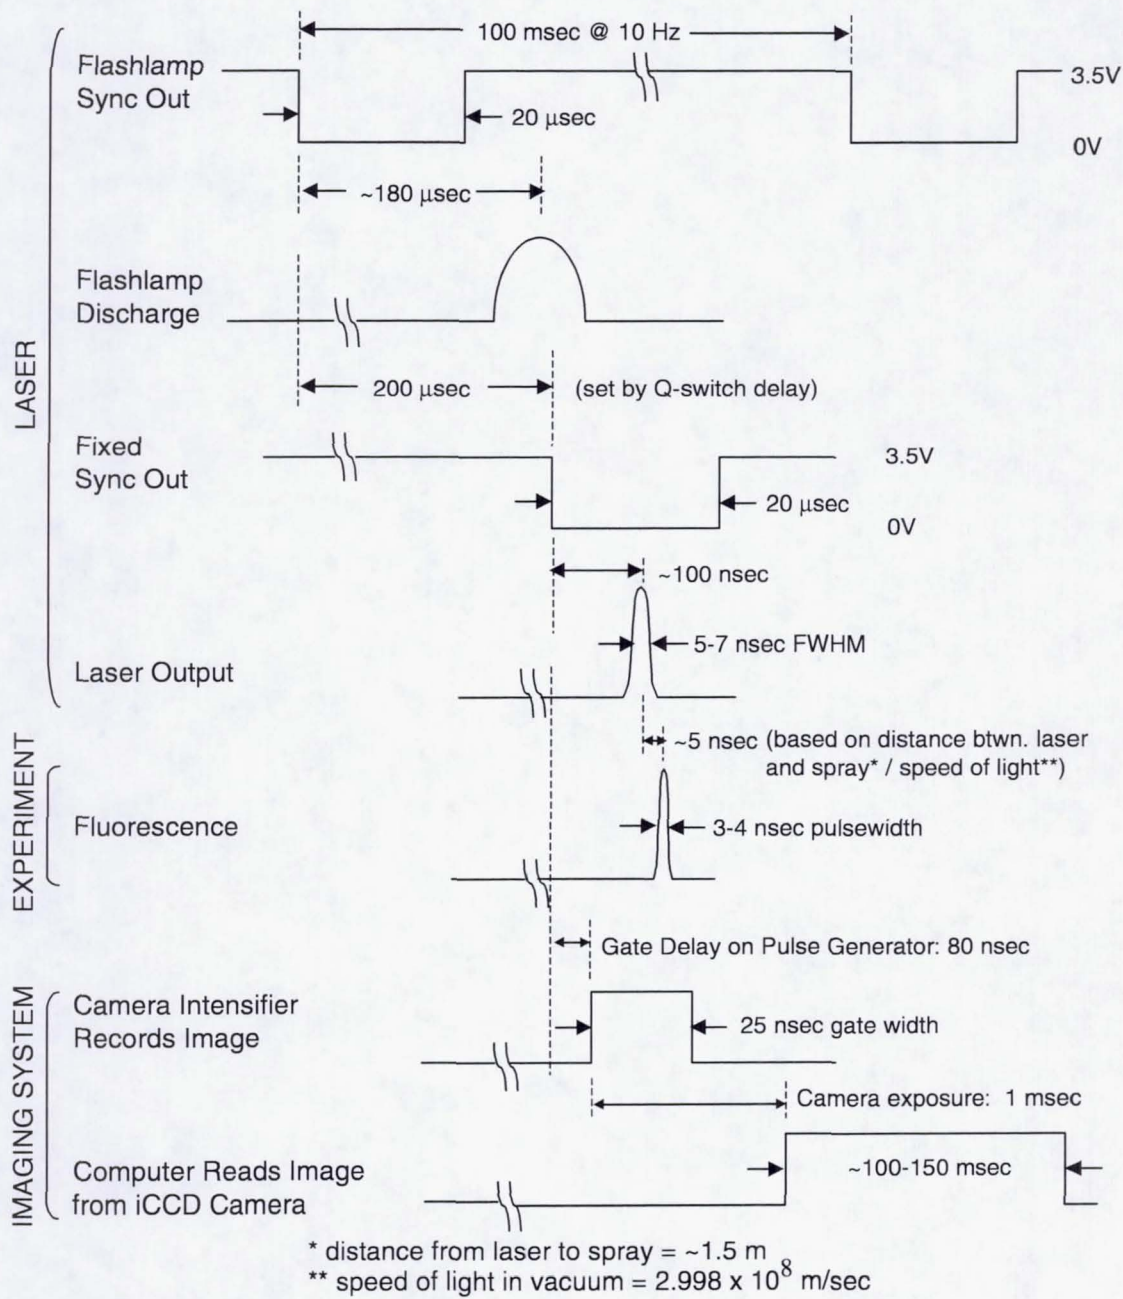 100 msec @ 10 Hz
Flashlamp
Sync Out
3.5V
20 µsec
0V
~180 µsec
Flashlamp
Discharge
200 µsec
(set by Q-switch delay)
LASER
Fixed
Sync Out
3.5V
20 µsec
0V
~100 nsec
5-7 nsec FWHM
Laser Output
~5 nsec (based on distance btwn. laser
and spray* / speed of light**)
EXPERIMENT
Fluorescence
3-4 nsec pulsewidth
Gate Delay on Pulse Generator: 80 nsec
IMAGING SYSTEM
Camera Intensifier
Records Image
25 nsec gate width
Camera exposure: 1 msec
Computer Reads Image
from iCCD Camera
~100-150 msec
* distance from laser to spray = ~1.5 m
** speed of light in vacuum = 2.998 x 10⁸ m/sec